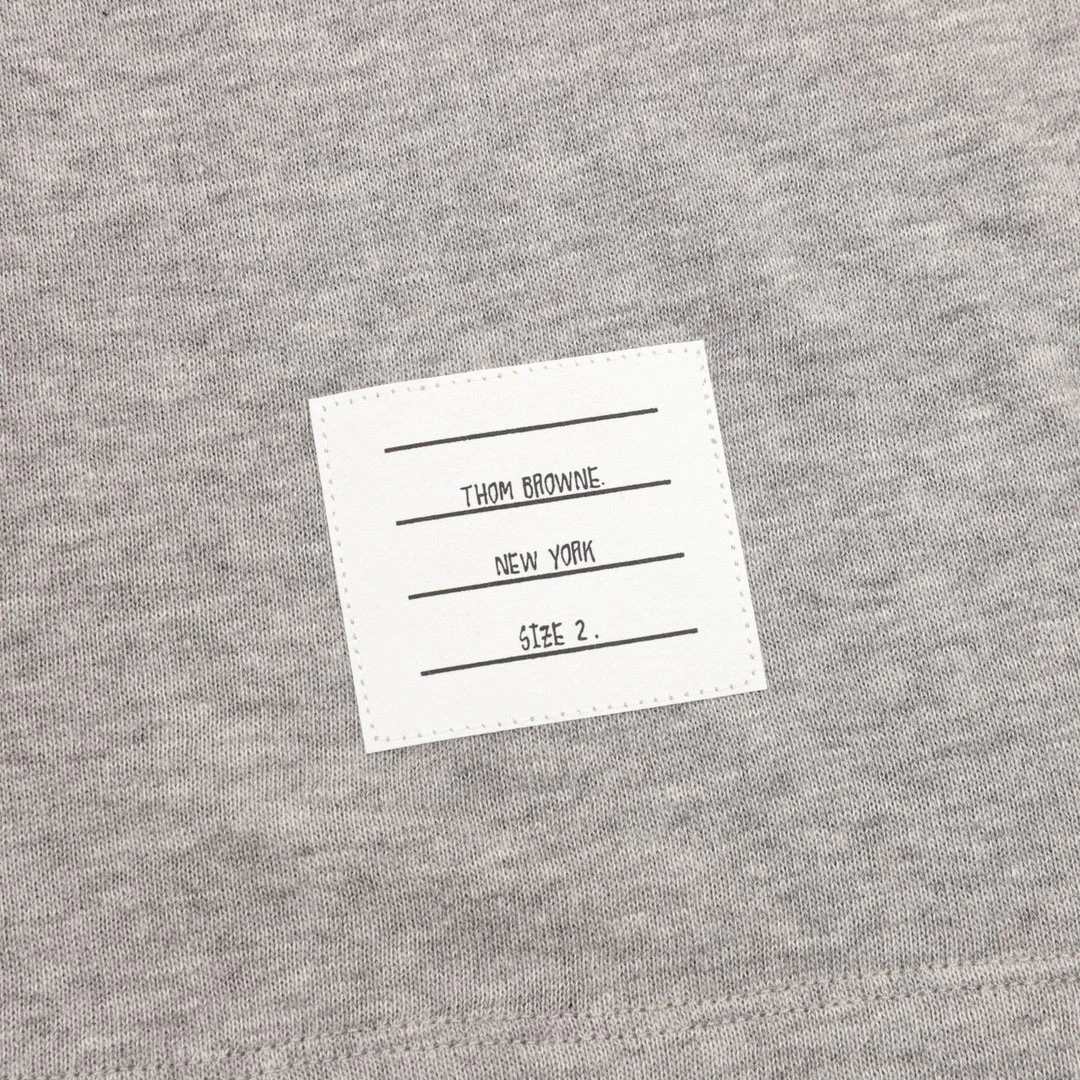 THOM BROWNE.
NEW YORK
SIZE 2.